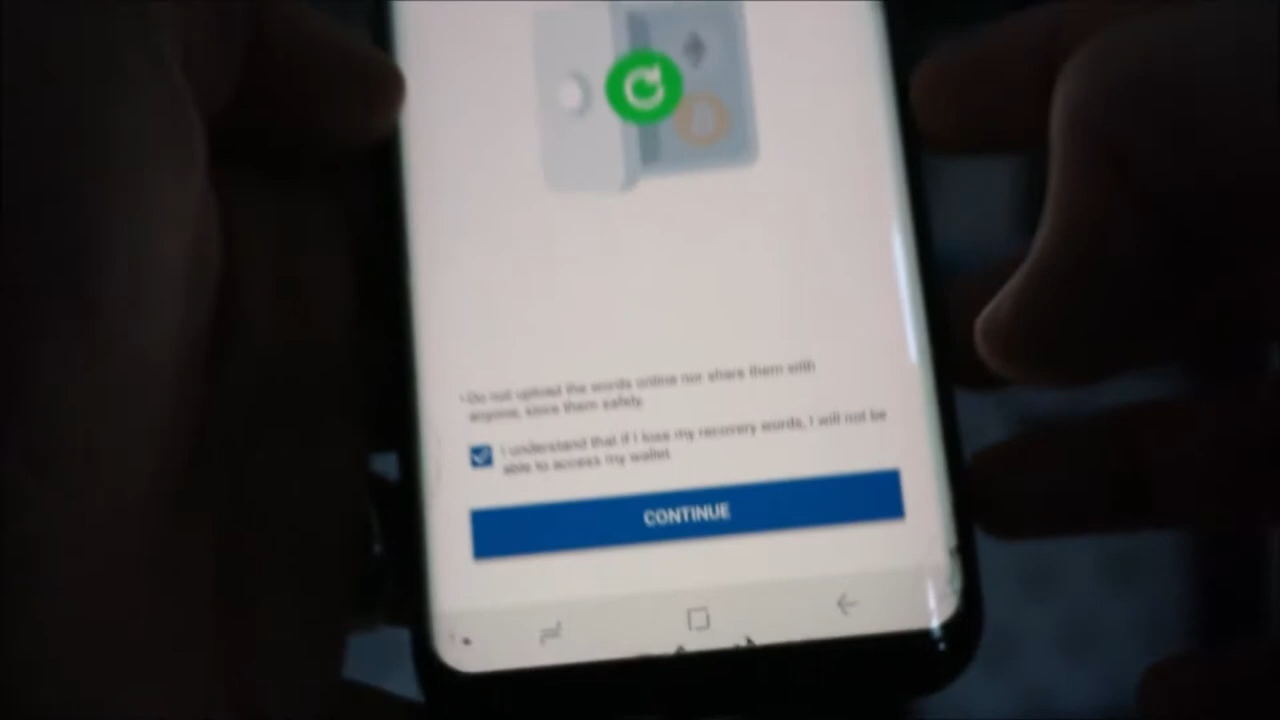 • Do not upload the words online nor share them with
anyone, store them safely.
I understand that if I lose my recovery words, I will not be
able to access my wallet.
CONTINUE